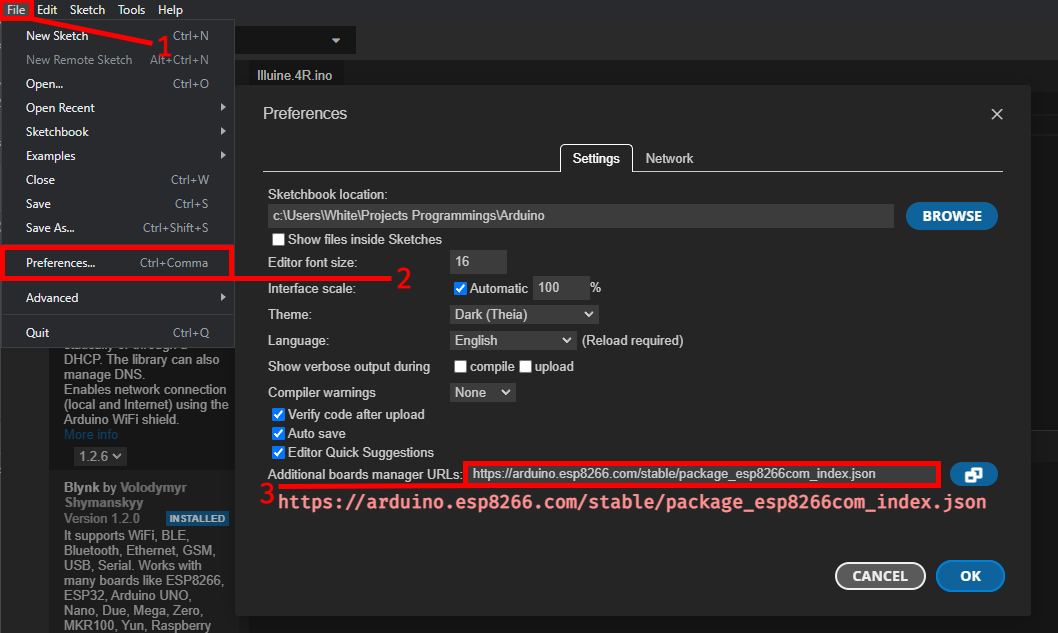 File Edit Sketch Tools Help
New Sketch Ctrl+N
1
New Remote Sketch Alt+Ctrl+N
Open... Ctrl+O
Open Recent
Sketchbook
Examples
Close Ctrl+W
Save Ctrl+S
Save As... Ctrl+Shift+S
Preferences... Ctrl+Comma
2
Advanced
Quit Ctrl+Q
DHCP. The library can also
manage DNS.
Enables network connection
(local and Internet) using the
Arduino WiFi shield.
More info
1.2.6
Blynk by Volodymyr
Shymanskyy
Version 1.2.0 INSTALLED
It supports WiFi, BLE,
Bluetooth, Ethernet, GSM,
USB, Serial. Works with
many boards like ESP8266,
ESP32, Arduino UNO,
Nano, Due, Mega, Zero,
MKR100, Yun, Raspberry
Illuine.4R.ino
Preferences
Settings Network
Sketchbook location:
c:\Users\White\Projects Programmings\Arduino BROWSE
Show files inside Sketches
Editor font size: 16
Interface scale: Automatic 100 %
Theme: Dark (Theia)
Language: English (Reload required)
Show verbose output during compile upload
Compiler warnings None
Verify code after upload
Auto save
Editor Quick Suggestions
Additional boards manager URLs: https://arduino.esp8266.com/stable/package_esp8266com_index.json
3
https://arduino.esp8266.com/stable/package_esp8266com_index.json
CANCEL OK